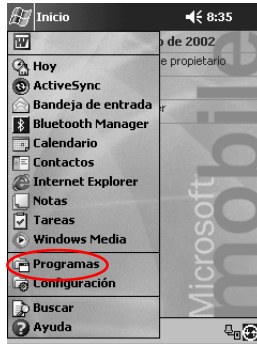 Inicio 8:35
o de 2002
Hoy
e propietario
ActiveSync
Bandeja de entrada
r
Bluetooth Manager
Calendario
Contactos
Internet Explorer
Notas
Tareas
Windows Media
Programas
Configuración
Buscar
Ayuda
Microsoft
mobile